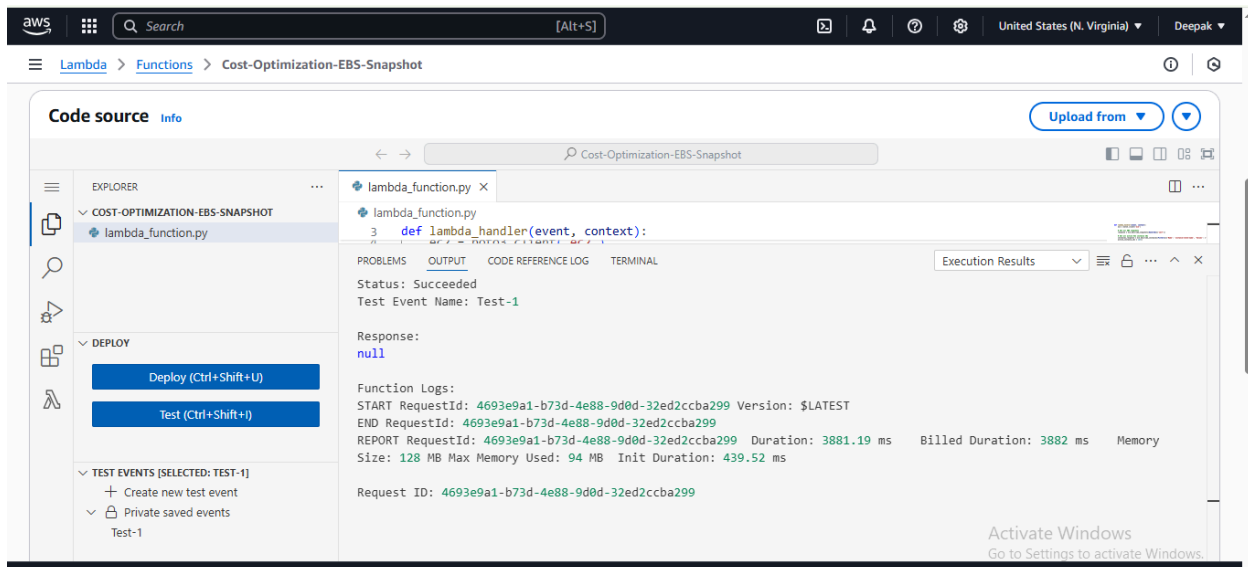 aws Search [Alt+S] United States (N. Virginia) ▼ Deepak ▼
Lambda > Functions > Cost-Optimization-EBS-Snapshot
Code source Info Upload from ▼
Cost-Optimization-EBS-Snapshot
EXPLORER ...
COST-OPTIMIZATION-EBS-SNAPSHOT
lambda_function.py
DEPLOY
Deploy (Ctrl+Shift+U)
Test (Ctrl+Shift+I)
TEST EVENTS [SELECTED: TEST-1]
Create new test event
Private saved events
Test-1
lambda_function.py ×
lambda_function.py
3 def lambda_handler(event, context):
PROBLEMS OUTPUT CODE REFERENCE LOG TERMINAL Execution Results
Status: Succeeded
Test Event Name: Test-1
Response:
null
Function Logs:
START RequestId: 4693e9a1-b73d-4e88-9d0d-32ed2ccba299 Version: $LATEST
END RequestId: 4693e9a1-b73d-4e88-9d0d-32ed2ccba299
REPORT RequestId: 4693e9a1-b73d-4e88-9d0d-32ed2ccba299 Duration: 3881.19 ms Billed Duration: 3882 ms Memory
Size: 128 MB Max Memory Used: 94 MB Init Duration: 439.52 ms
Request ID: 4693e9a1-b73d-4e88-9d0d-32ed2ccba299
Activate Windows
Go to Settings to activate Windows.